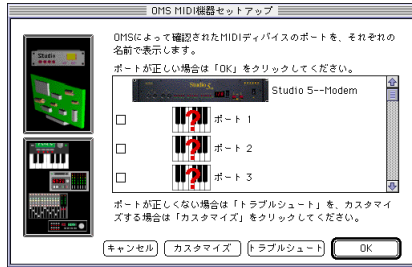 OMS MIDI機器セットアップ
OMSによって確認されたMIDIディバイスのポートを、それぞれの
名前で表示します。
ポートが正しい場合は「OK」をクリックしてください。
Studio 5
Studio 5--Modem
Studio
ポート 1
ポート 2
ポート 3
ポートが正しくない場合は「トラブルシュート」を、カスタマイ
ズする場合は「カスタマイズ」をクリックしてください。
キャンセル カスタマイズ トラブルシュート OK